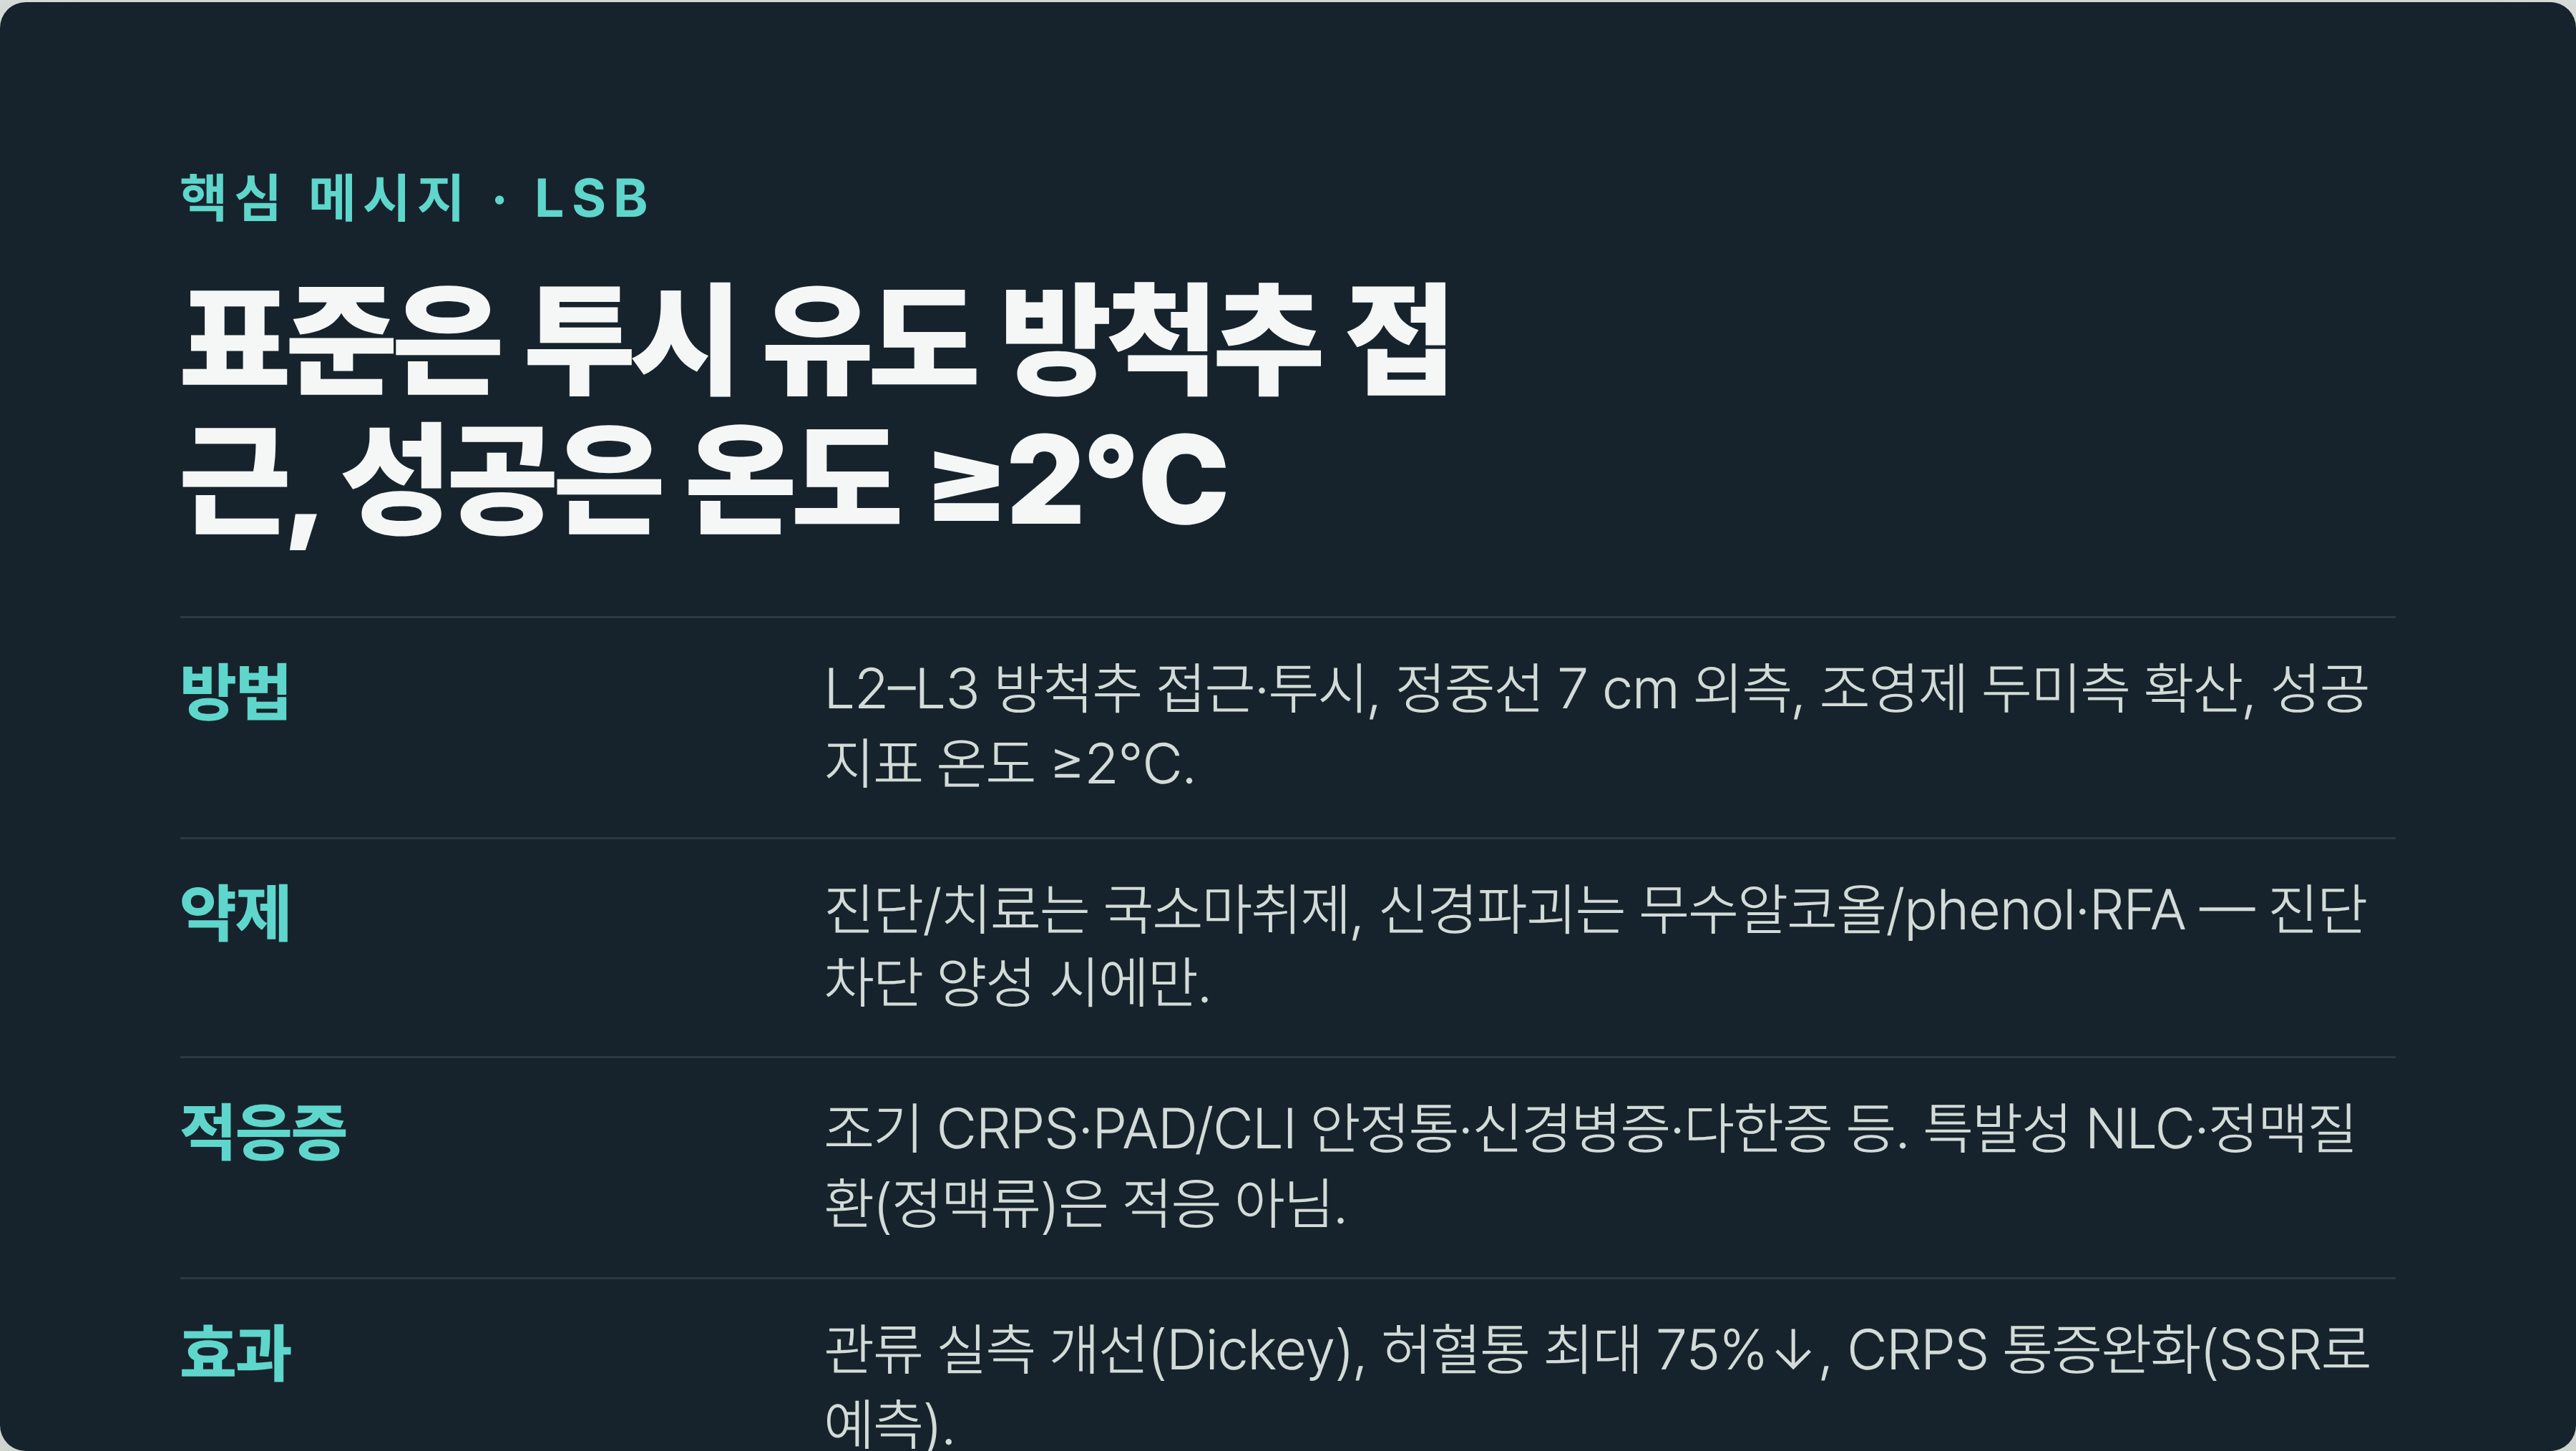 핵심 메시지 · LSB
표준은 투시 유도 방척추 접
근, 성공은 온도 ≥2°C
방법
L2–L3 방척추 접근·투시, 정중선 7 cm 외측, 조영제 두미측 확산, 성공
지표 온도 ≥2°C.
약제
진단/치료는 국소마취제, 신경파괴는 무수알코올/phenol·RFA — 진단
차단 양성 시에만.
적응증
조기 CRPS·PAD/CLI 안정통·신경병증·다한증 등. 특발성 NLC·정맥질
환(정맥류)은 적응 아님.
효과
관류 실측 개선(Dickey), 허혈통 최대 75%↓, CRPS 통증완화(SSR로
예측).